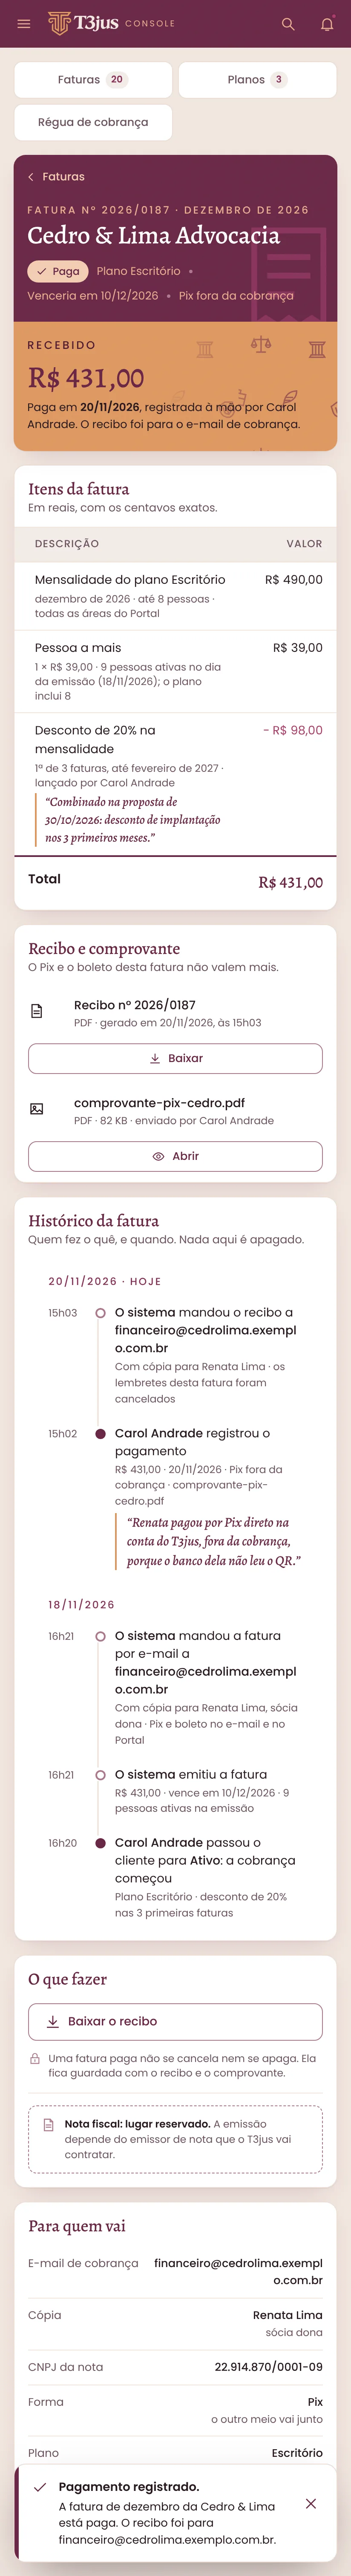 T3jus CONSOLE
Faturas 20
Planos 3
Régua de cobrança
Faturas
FATURA Nº 2026/0187 · DEZEMBRO DE 2026
Cedro & Lima Advocacia
Paga Plano Escritório
Venceria em 10/12/2026 • Pix fora da cobrança
RECEBIDO
R$ 431,00
Paga em 20/11/2026, registrada à mão por Carol
Andrade. O recibo foi para o e-mail de cobrança.
Itens da fatura
Em reais, com os centavos exatos.
DESCRIÇÃO VALOR
Mensalidade do plano Escritório R$ 490,00
dezembro de 2026 · até 8 pessoas ·
todas as áreas do Portal
Pessoa a mais R$ 39,00
1 × R$ 39,00 · 9 pessoas ativas no dia
da emissão (18/11/2026); o plano
inclui 8
Desconto de 20% na - R$ 98,00
mensalidade
1ª de 3 faturas, até fevereiro de 2027 ·
lançado por Carol Andrade
“Combinado na proposta de
30/10/2026: desconto de implantação
nos 3 primeiros meses.”
Total R$ 431,00
Recibo e comprovante
O Pix e o boleto desta fatura não valem mais.
Recibo nº 2026/0187
PDF · gerado em 20/11/2026, às 15h03
Baixar
comprovante-pix-cedro.pdf
PDF · 82 KB · enviado por Carol Andrade
Abrir
Histórico da fatura
Quem fez o quê, e quando. Nada aqui é apagado.
20/11/2026 · HOJE
15h03 O sistema mandou o recibo a
financeiro@cedrolima.exempl
o.com.br
Com cópia para Renata Lima · os
lembretes desta fatura foram
cancelados
15h02 Carol Andrade registrou o
pagamento
R$ 431,00 · 20/11/2026 · Pix fora da
cobrança · comprovante-pix-
cedro.pdf
“Renata pagou por Pix direto na
conta do T3jus, fora da cobrança,
porque o banco dela não leu o QR.”
18/11/2026
16h21 O sistema mandou a fatura
por e-mail a
financeiro@cedrolima.exempl
o.com.br
Com cópia para Renata Lima, sócia
dona · Pix e boleto no e-mail e no
Portal
16h21 O sistema emitiu a fatura
R$ 431,00 · vence em 10/12/2026 · 9
pessoas ativas na emissão
16h20 Carol Andrade passou o
cliente para Ativo: a cobrança
começou
Plano Escritório · desconto de 20%
nas 3 primeiras faturas
O que fazer
Baixar o recibo
Uma fatura paga não se cancela nem se apaga. Ela
fica guardada com o recibo e o comprovante.
Nota fiscal: lugar reservado. A emissão
depende do emissor de nota que o T3jus vai
contratar.
Para quem vai
E-mail de cobrança financeiro@cedrolima.exempl
o.com.br
Cópia Renata Lima
sócia dona
CNPJ da nota 22.914.870/0001-09
Forma Pix
o outro meio vai junto
Plano Escritório
Pagamento registrado.
A fatura de dezembro da Cedro & Lima
está paga. O recibo foi para
financeiro@cedrolima.exemplo.com.br.